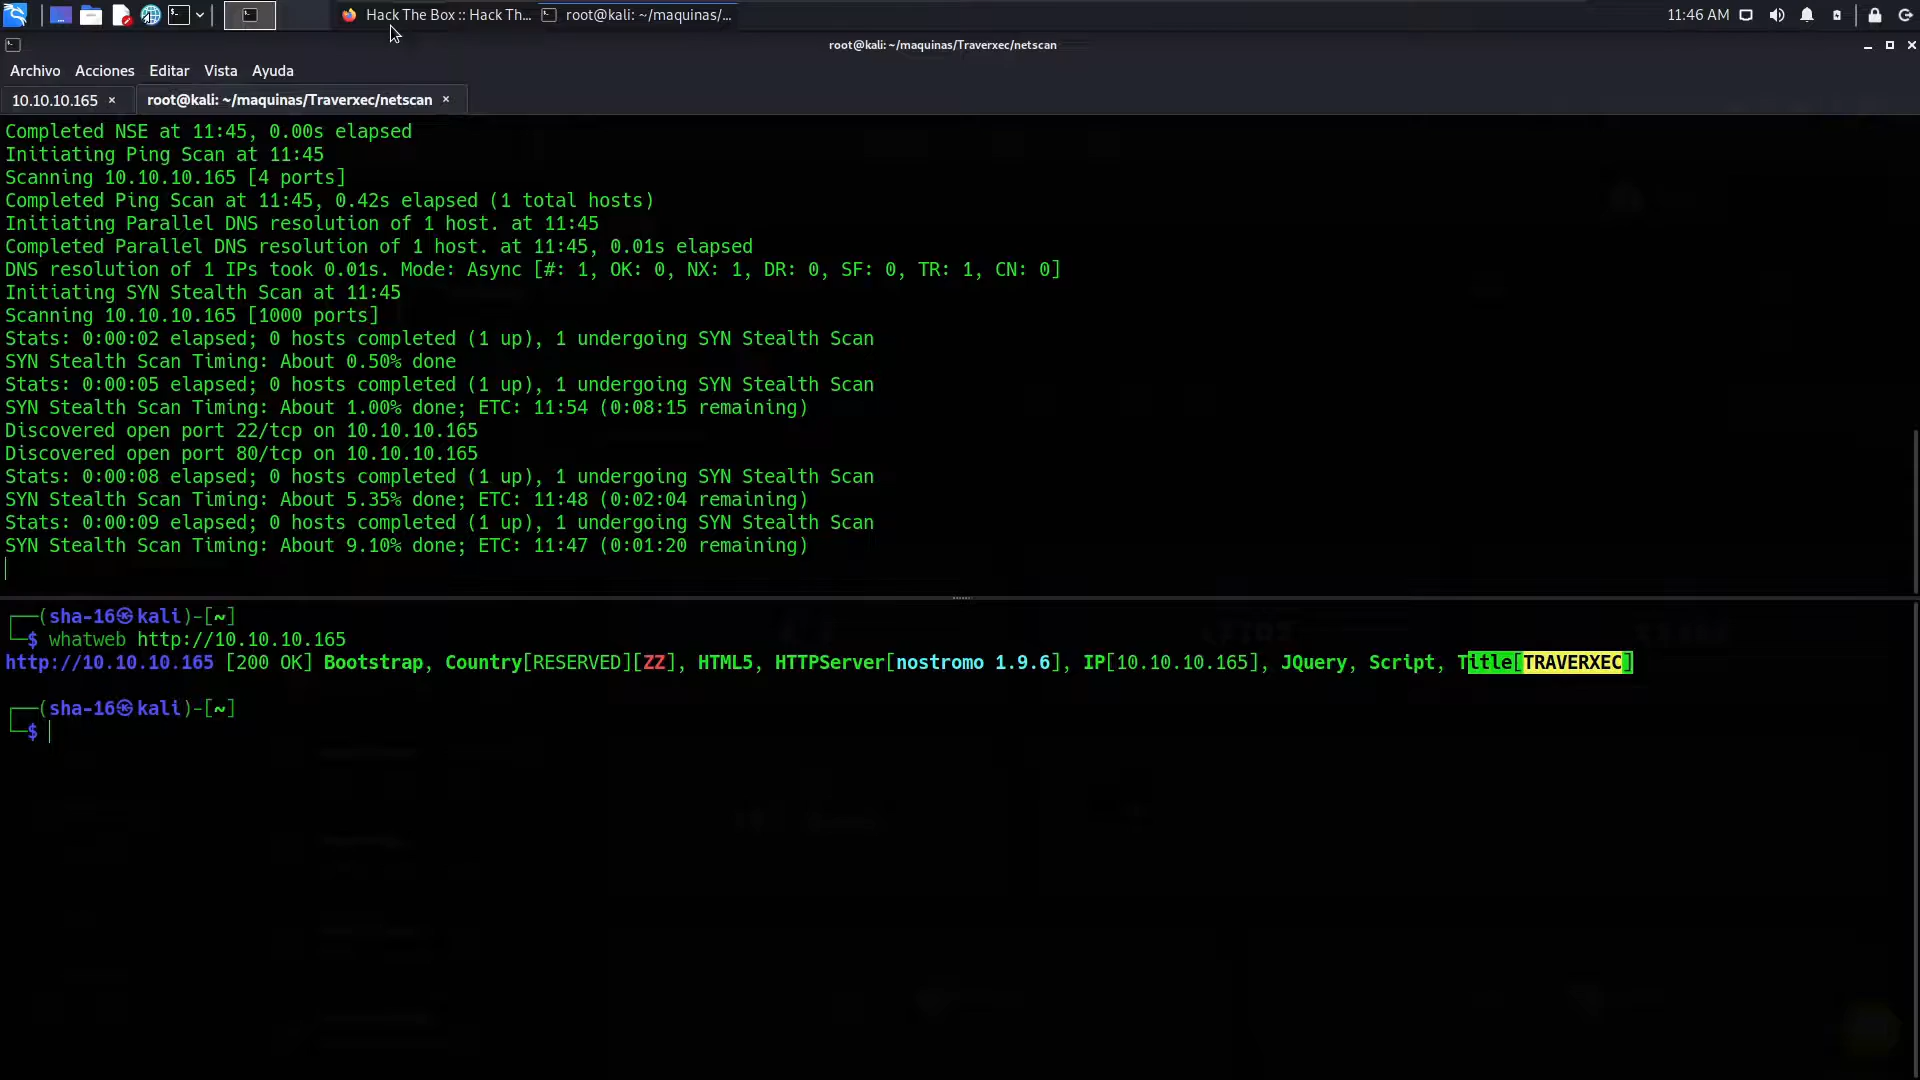 Hack The Box :: Hack Th...
root@kali: ~/maquinas/...
11:46 AM
root@kali: ~/maquinas/Traverxec/netscan
Archivo Acciones Editar Vista Ayuda
10.10.10.165 × root@kali: ~/maquinas/Traverxec/netscan ×
Completed NSE at 11:45, 0.00s elapsed
Initiating Ping Scan at 11:45
Scanning 10.10.10.165 [4 ports]
Completed Ping Scan at 11:45, 0.42s elapsed (1 total hosts)
Initiating Parallel DNS resolution of 1 host. at 11:45
Completed Parallel DNS resolution of 1 host. at 11:45, 0.01s elapsed
DNS resolution of 1 IPs took 0.01s. Mode: Async [#: 1, OK: 0, NX: 1, DR: 0, SF: 0, TR: 1, CN: 0]
Initiating SYN Stealth Scan at 11:45
Scanning 10.10.10.165 [1000 ports]
Stats: 0:00:02 elapsed; 0 hosts completed (1 up), 1 undergoing SYN Stealth Scan
SYN Stealth Scan Timing: About 0.50% done
Stats: 0:00:05 elapsed; 0 hosts completed (1 up), 1 undergoing SYN Stealth Scan
SYN Stealth Scan Timing: About 1.00% done; ETC: 11:54 (0:08:15 remaining)
Discovered open port 22/tcp on 10.10.10.165
Discovered open port 80/tcp on 10.10.10.165
Stats: 0:00:08 elapsed; 0 hosts completed (1 up), 1 undergoing SYN Stealth Scan
SYN Stealth Scan Timing: About 5.35% done; ETC: 11:48 (0:02:04 remaining)
Stats: 0:00:09 elapsed; 0 hosts completed (1 up), 1 undergoing SYN Stealth Scan
SYN Stealth Scan Timing: About 9.10% done; ETC: 11:47 (0:01:20 remaining)
┌──(sha-16㉿kali)-[~]
└─$ whatweb http://10.10.10.165
http://10.10.10.165 [200 OK] Bootstrap, Country[RESERVED][ZZ], HTML5, HTTPServer[nostromo 1.9.6], IP[10.10.10.165], JQuery, Script, Title[TRAVERXEC]
┌──(sha-16㉿kali)-[~]
└─$